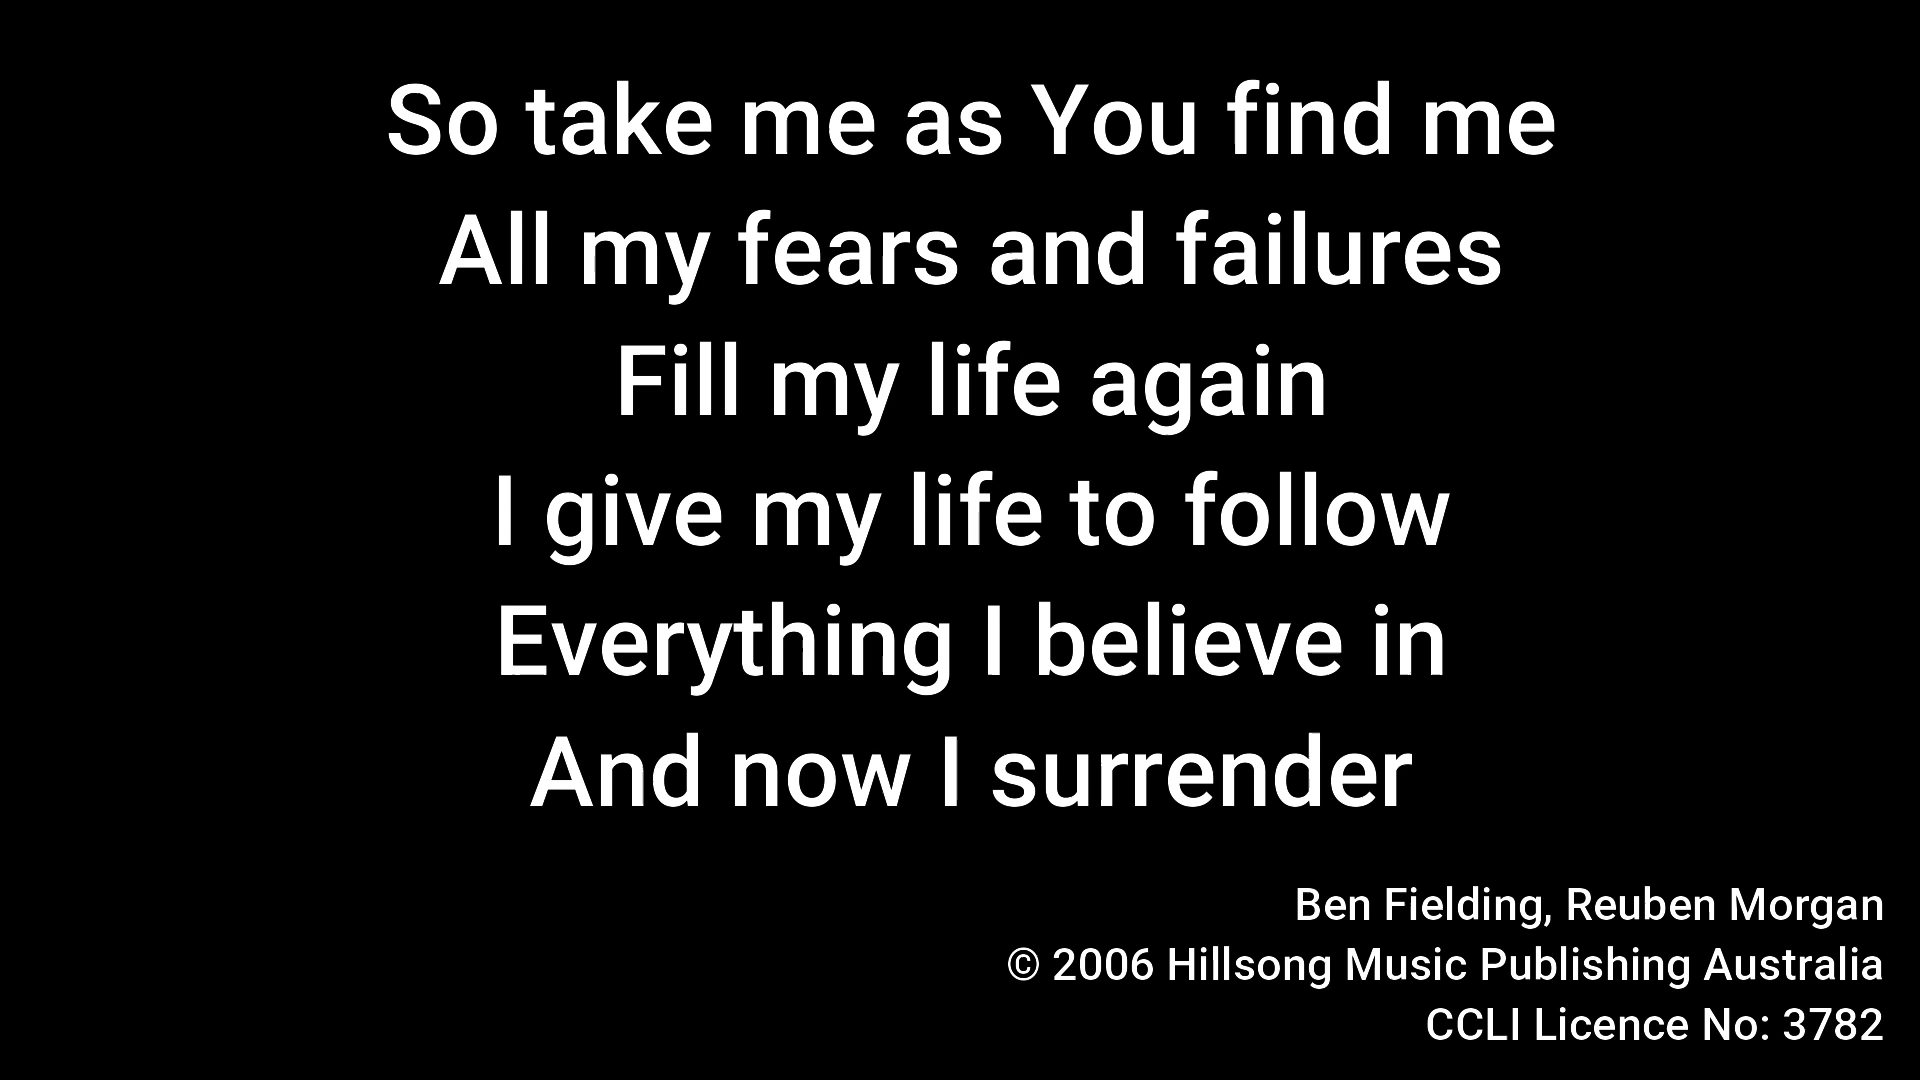 So take me as You find me
All my fears and failures
Fill my life again
I give my life to follow
Everything I believe in
And now I surrender
Ben Fielding, Reuben Morgan
© 2006 Hillsong Music Publishing Australia
CCLI Licence No: 3782